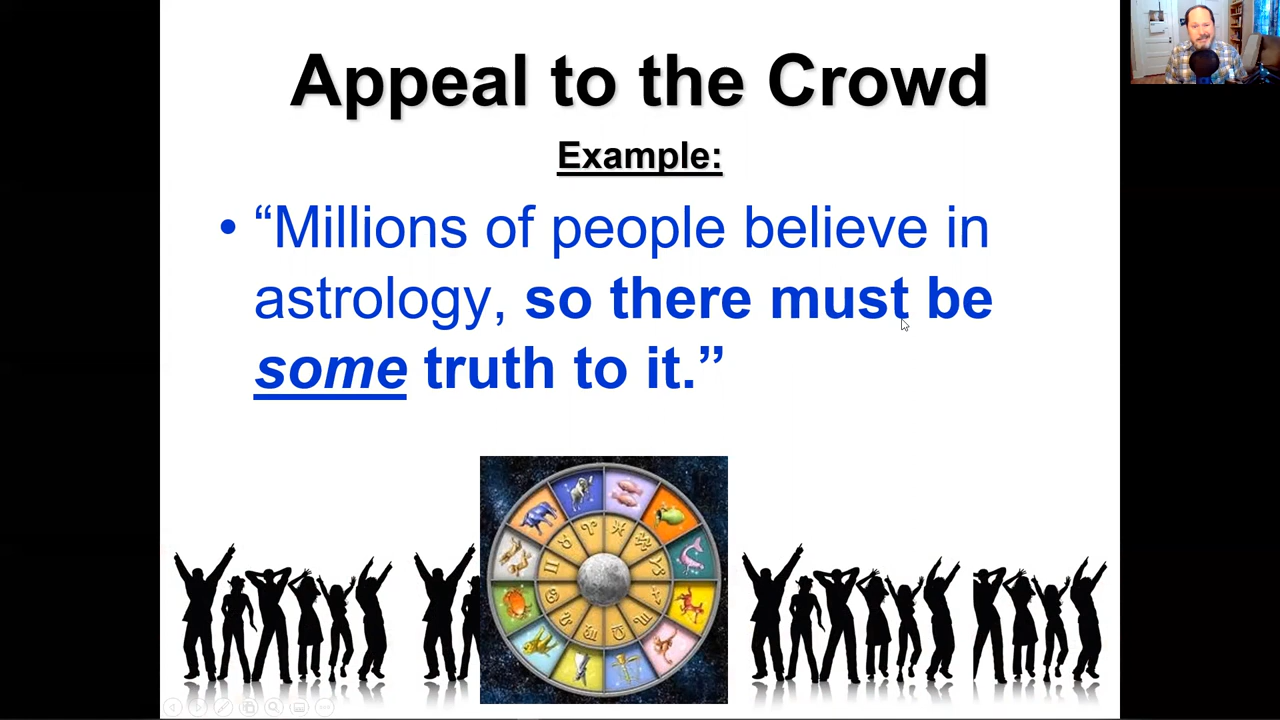 Appeal to the Crowd
Example:
• “Millions of people believe in
astrology, so there must be
some truth to it.”